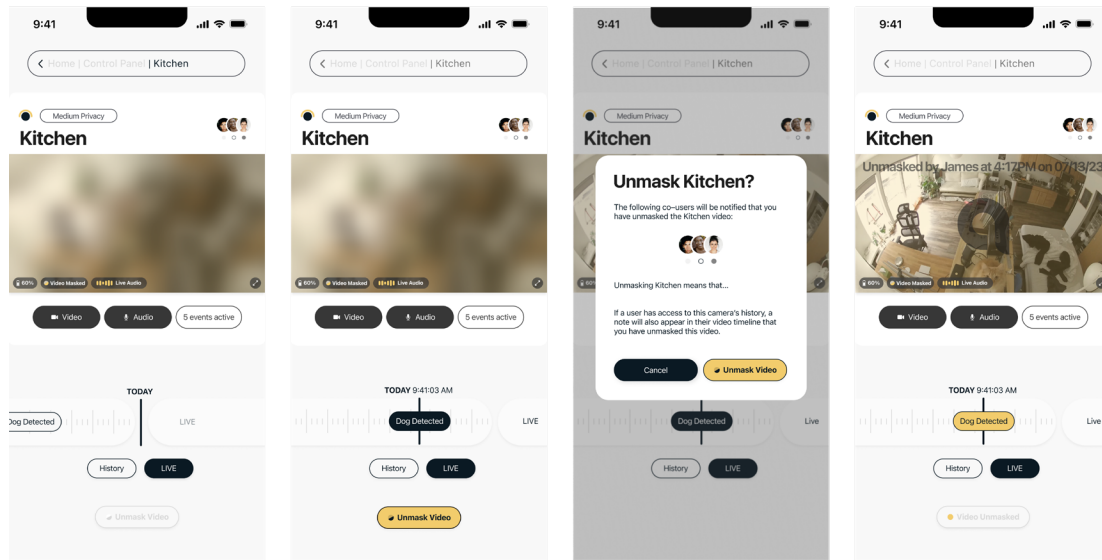 9:41
Home | Control Panel | Kitchen
Medium Privacy
Kitchen
60%
Video Masked
Live Audio
Video
Audio
5 events active
TODAY
Dog Detected
LIVE
History
LIVE
Unmask Video
9:41
Home | Control Panel | Kitchen
Medium Privacy
Kitchen
60%
Video Masked
Live Audio
Video
Audio
5 events active
TODAY 9:41:03 AM
Dog Detected
LIVE
History
LIVE
Unmask Video
9:41
Home | Control Panel | Kitchen
Medium Privacy
Kitchen
Unmask Kitchen?
The following co–users will be notified that you
have unmasked the Kitchen video:
Unmasking Kitchen means that...
If a user has access to this camera's history, a
note will also appear in their video timeline that
you have unmasked this video.
Cancel
Unmask Video
Dog Detected
Live
History
LIVE
9:41
Home | Control Panel | Kitchen
Medium Privacy
Kitchen
Unmasked by James at 4:17PM on 07/13/23
60%
Video Masked
Live Audio
Video
Audio
5 events active
TODAY 9:41:03 AM
Dog Detected
Live
History
LIVE
Video Unmasked